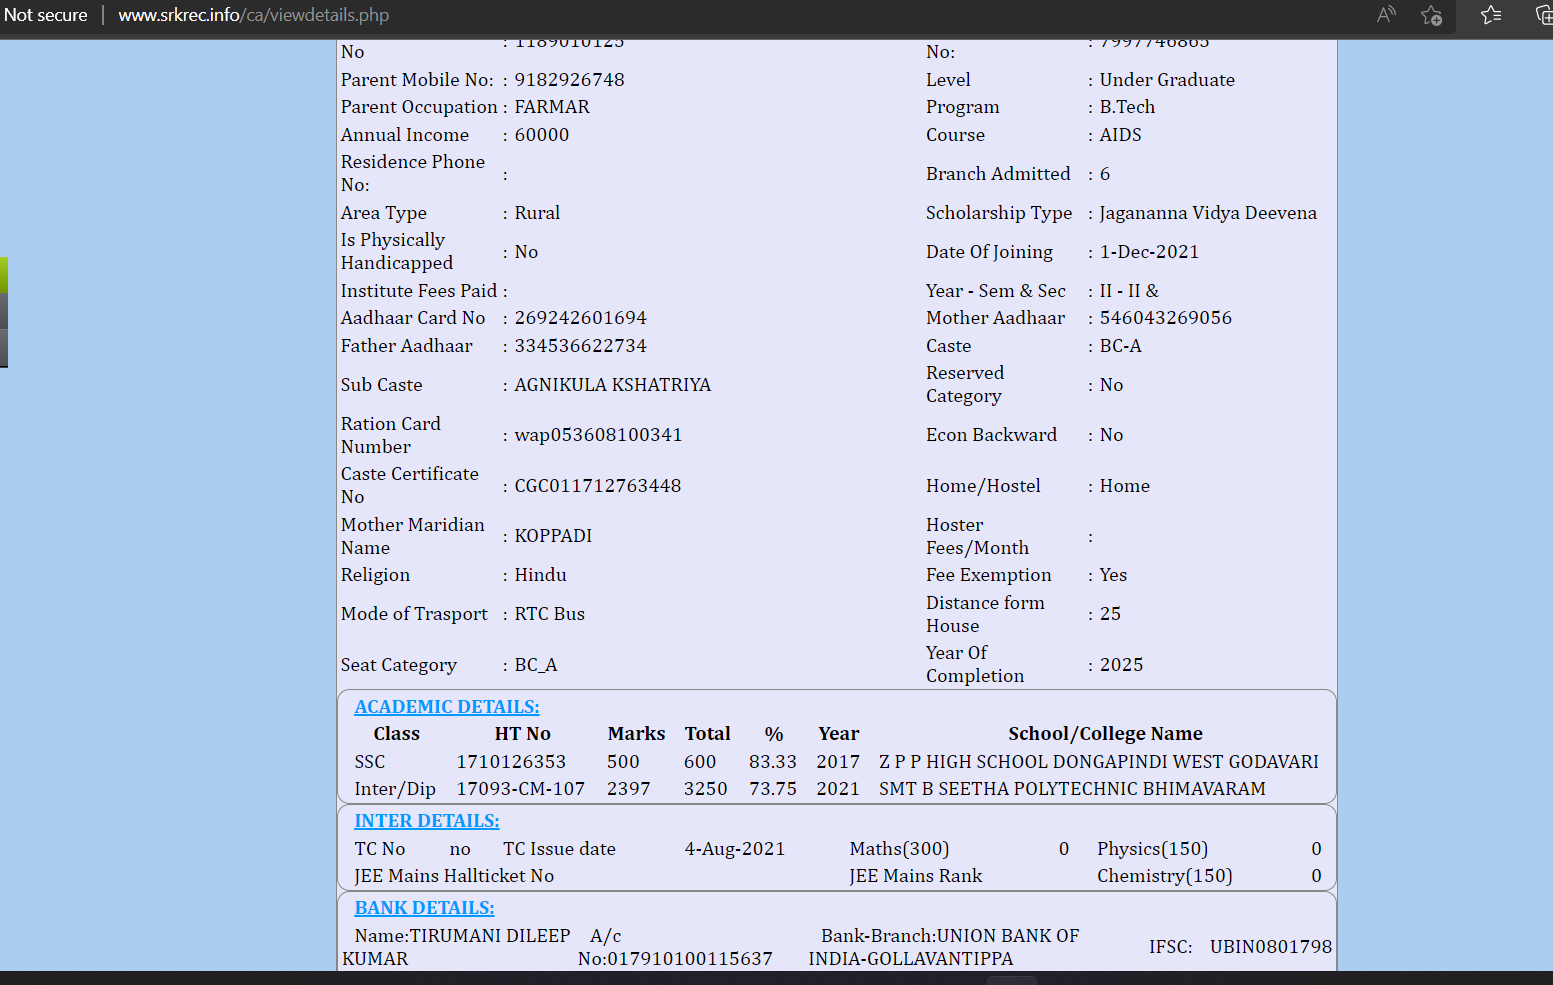 Not secure | www.srkrec.info/ca/viewdetails.php
No : No:
Parent Mobile No: : 9182926748 Level : Under Graduate
Parent Occupation : FARMAR Program : B.Tech
Annual Income : 60000 Course : AIDS
Residence Phone
No: : Branch Admitted : 6
Area Type : Rural Scholarship Type : Jagananna Vidya Deevena
Is Physically
Handicapped : No Date Of Joining : 1-Dec-2021
Institute Fees Paid : Year - Sem & Sec : II - II &
Aadhaar Card No : 269242601694 Mother Aadhaar : 546043269056
Father Aadhaar : 334536622734 Caste : BC-A
Sub Caste : AGNIKULA KSHATRIYA Reserved
Category : No
Ration Card
Number : wap053608100341 Econ Backward : No
Caste Certificate
No : CGC011712763448 Home/Hostel : Home
Mother Maridian
Name : KOPPADI Hoster
Fees/Month :
Religion : Hindu Fee Exemption : Yes
Mode of Trasport : RTC Bus Distance form
House : 25
Seat Category : BC_A Year Of
Completion : 2025
ACADEMIC DETAILS:
Class HT No Marks Total % Year School/College Name
SSC 1710126353 500 600 83.33 2017 Z P P HIGH SCHOOL DONGAPINDI WEST GODAVARI
Inter/Dip 17093-CM-107 2397 3250 73.75 2021 SMT B SEETHA POLYTECHNIC BHIMAVARAM
INTER DETAILS:
TC No no TC Issue date 4-Aug-2021 Maths(300) 0 Physics(150) 0
JEE Mains Hallticket No JEE Mains Rank Chemistry(150) 0
BANK DETAILS:
Name:TIRUMANI DILEEP A/c Bank-Branch:UNION BANK OF IFSC: UBIN0801798
KUMAR No:017910100115637 INDIA-GOLLAVANTIPPA